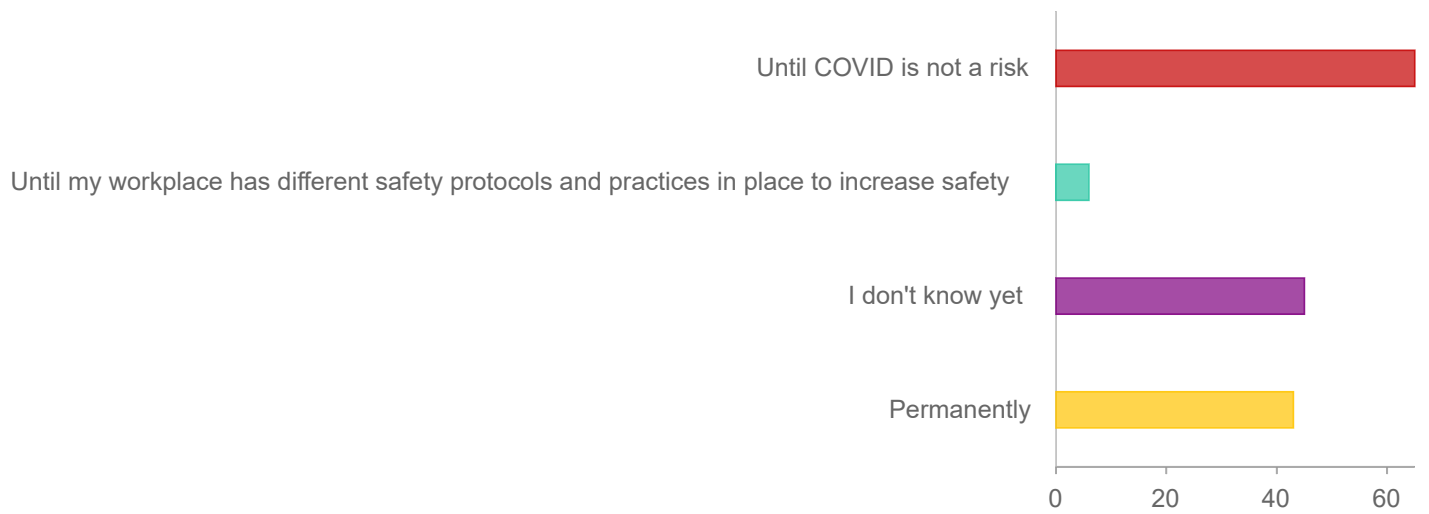 Until COVID is not a risk
Until my workplace has different safety protocols and practices in place to increase safety
I don't know yet
Permanently
0 20 40 60